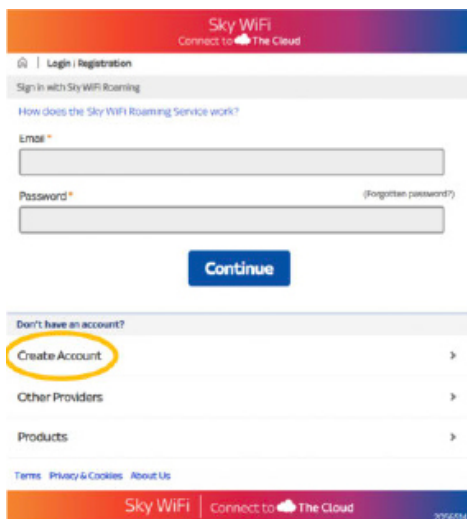 Sky WiFi
Connect to The Cloud
Login | Registration
Sign in with Sky WiFi Roaming
How does the Sky WiFi Roaming Service work?
Email *
Password * (Forgotten password?)
Continue
Don't have an account?
Create Account
Other Providers
Products
Terms Privacy & Cookies About Us
Sky WiFi | Connect to The Cloud